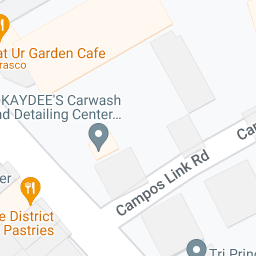 at Ur Garden Cafe
rasco
KAYDEE'S Carwash
nd Detailing Center...
Campos Link Rd
Ca
er
e District
Pastries
Tri Prin